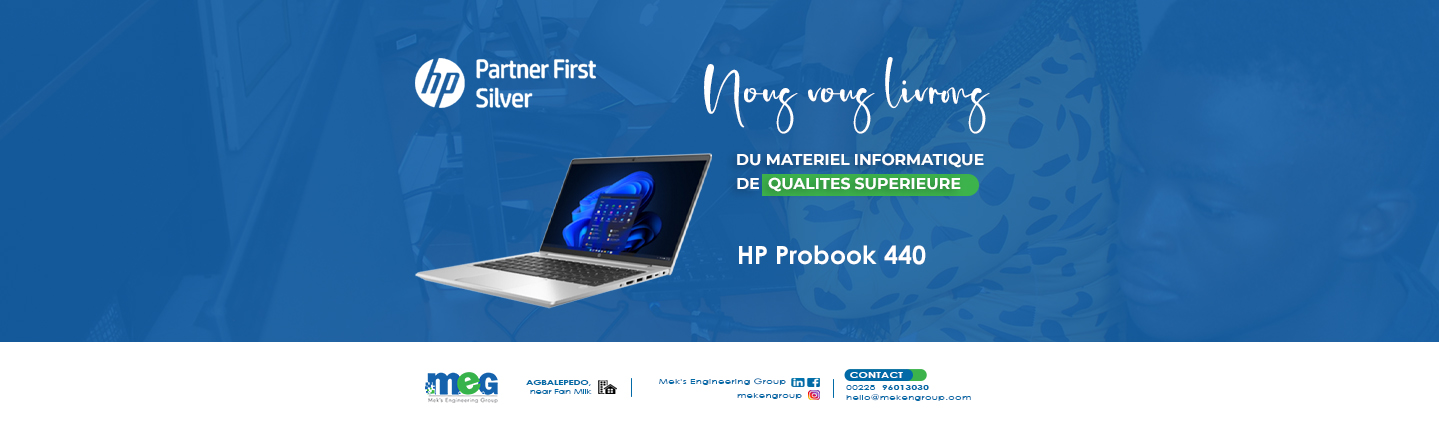 hp
Partner First
Silver
Nous vous livrons
DU MATERIEL INFORMATIQUE
DE QUALITES SUPERIEURE
HP Probook 440
meG
Mek's Engineering Group
AGBALEPEDO,
near Fan Milk
Mek's Engineering Group
mekengroup
CONTACT
00228 96013030
hello@mekengroup.com